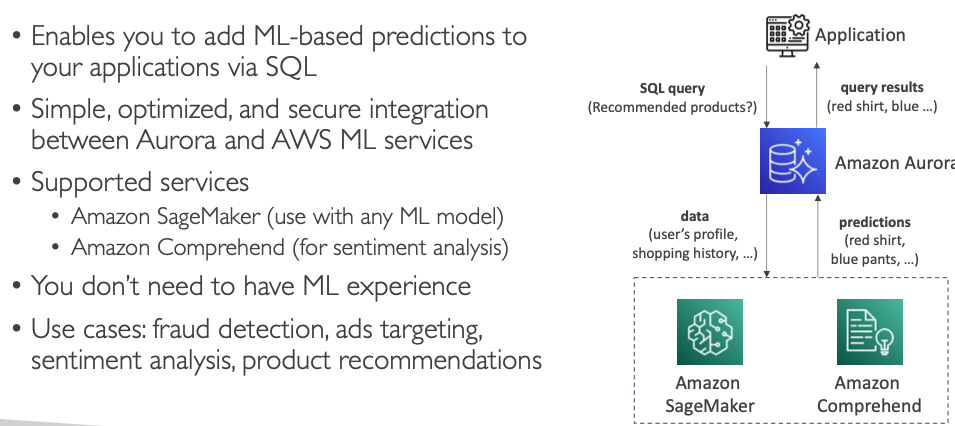 • Enables you to add ML-based predictions to
your applications via SQL
• Simple, optimized, and secure integration
between Aurora and AWS ML services
• Supported services
• Amazon SageMaker (use with any ML model)
• Amazon Comprehend (for sentiment analysis)
• You don’t need to have ML experience
• Use cases: fraud detection, ads targeting,
sentiment analysis, product recommendations
Application
SQL query
(Recommended products?)
query results
(red shirt, blue …)
Amazon Aurora
data
(user’s profile,
shopping history, …)
predictions
(red shirt,
blue pants, …)
Amazon
SageMaker
Amazon
Comprehend